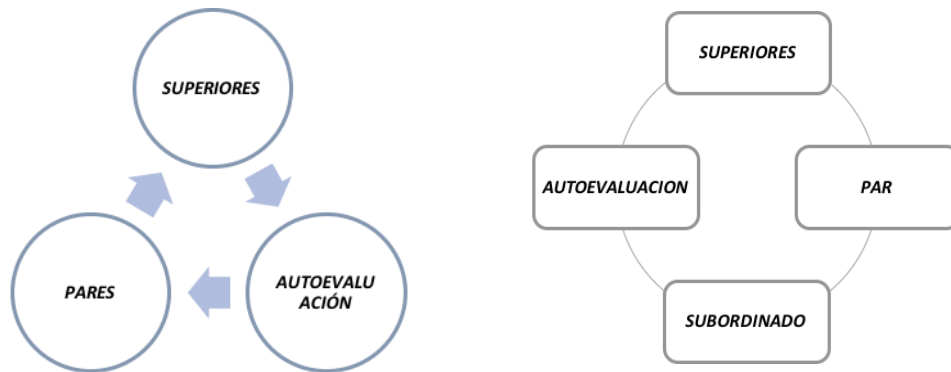 SUPERIORES
PARES
AUTOEVALU
ACIÓN
SUPERIORES
AUTOEVALUACION
PAR
SUBORDINADO